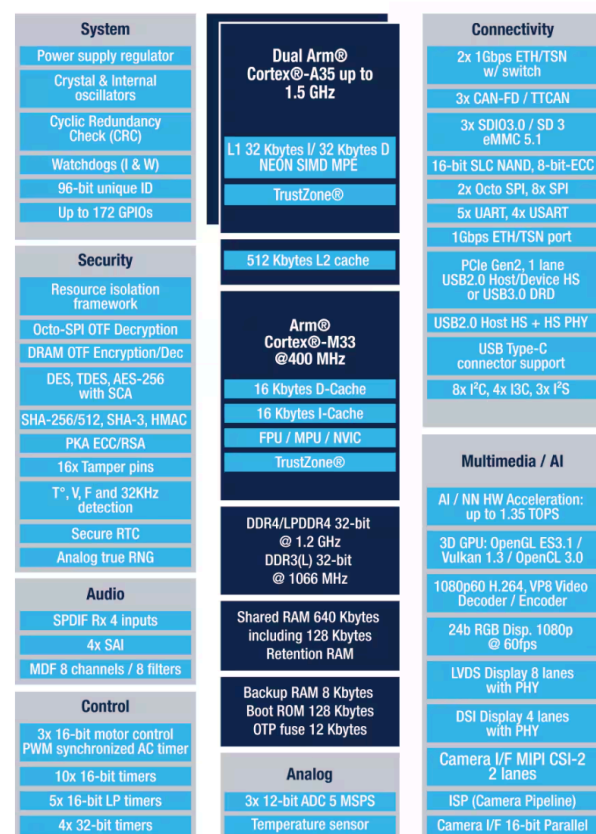 System
Power supply regulator
Crystal & Internal
oscillators
Cyclic Redundancy
Check (CRC)
Watchdogs (I & W)
96-bit unique ID
Up to 172 GPIOs
Security
Resource isolation
framework
Octo-SPI OTF Decryption
DRAM OTF Encryption/Dec
DES, TDES, AES-256
with SCA
SHA-256/512, SHA-3, HMAC
PKA ECC/RSA
16x Tamper pins
T°, V, F and 32KHz
detection
Secure RTC
Analog true RNG
Audio
SPDIF Rx 4 inputs
4x SAI
MDF 8 channels / 8 filters
Control
3x 16-bit motor control
PWM synchronized AC timer
10x 16-bit timers
5x 16-bit LP timers
4x 32-bit timers
Dual Arm®
Cortex®-A35 up to
1.5 GHz
L1 32 Kbytes I/ 32 Kbytes D
NEON SIMD MPE
TrustZone®
512 Kbytes L2 cache
Arm®
Cortex®-M33
@400 MHz
16 Kbytes D-Cache
16 Kbytes I-Cache
FPU / MPU / NVIC
TrustZone®
DDR4/LPDDR4 32-bit
@ 1.2 GHz
DDR3(L) 32-bit
@ 1066 MHz
Shared RAM 640 Kbytes
including 128 Kbytes
Retention RAM
Backup RAM 8 Kbytes
Boot ROM 128 Kbytes
OTP fuse 12 Kbytes
Analog
3x 12-bit ADC 5 MSPS
Temperature sensor
Connectivity
2x 1Gbps ETH/TSN
w/ switch
3x CAN-FD / TTCAN
3x SDIO3.0 / SD 3
eMMC 5.1
16-bit SLC NAND, 8-bit-ECC
2x Octo SPI, 8x SPI
5x UART, 4x USART
1Gbps ETH/TSN port
PCIe Gen2, 1 lane
USB2.0 Host/Device HS
or USB3.0 DRD
USB2.0 Host HS + HS PHY
USB Type-C
connector support
8x I²C, 4x I3C, 3x I²S
Multimedia / AI
AI / NN HW Acceleration:
up to 1.35 TOPS
3D GPU: OpenGL ES3.1 /
Vulkan 1.3 / OpenCL 3.0
1080p60 H.264, VP8 Video
Decoder / Encoder
24b RGB Disp. 1080p
@ 60fps
LVDS Display 8 lanes
with PHY
DSI Display 4 lanes
with PHY
Camera I/F MIPI CSI-2
2 lanes
ISP (Camera Pipeline)
Camera I/F 16-bit Parallel